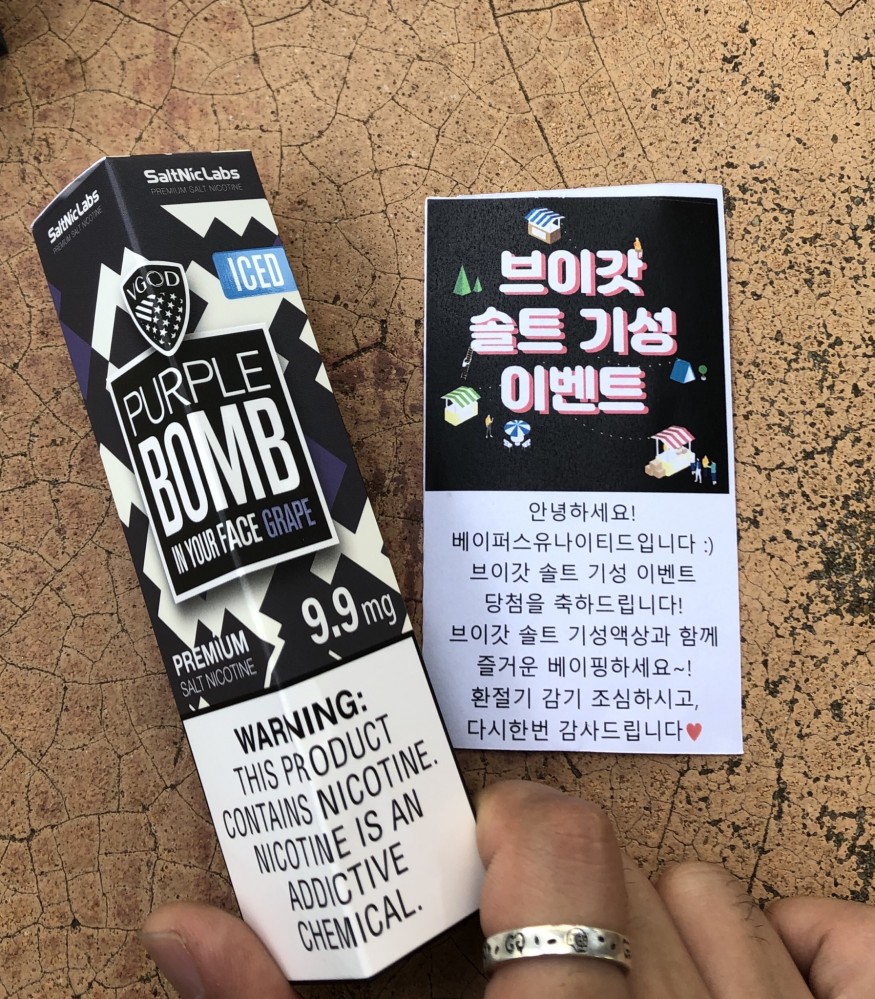 SaltNicLabs
PREMIUM SALT NICOTINE
SaltNicLabs
PREMIUM SALT NICOTINE
VGOD
ICED
PURPLE
BOMB
IN YOUR FACE GRAPE
9.9 mg
PREMIUM
SALT NICOTINE
WARNING:
THIS PRODUCT
CONTAINS NICOTINE.
NICOTINE IS AN
ADDICTIVE
CHEMICAL.
브이갓
솔트 기성
이벤트
안녕하세요!
베이퍼스유나이티드입니다 :)
브이갓 솔트 기성 이벤트
당첨을 축하드립니다!
브이갓 솔트 기성액상과 함께
즐거운 베이핑하세요~!
환절기 감기 조심하시고,
다시한번 감사드립니다♥